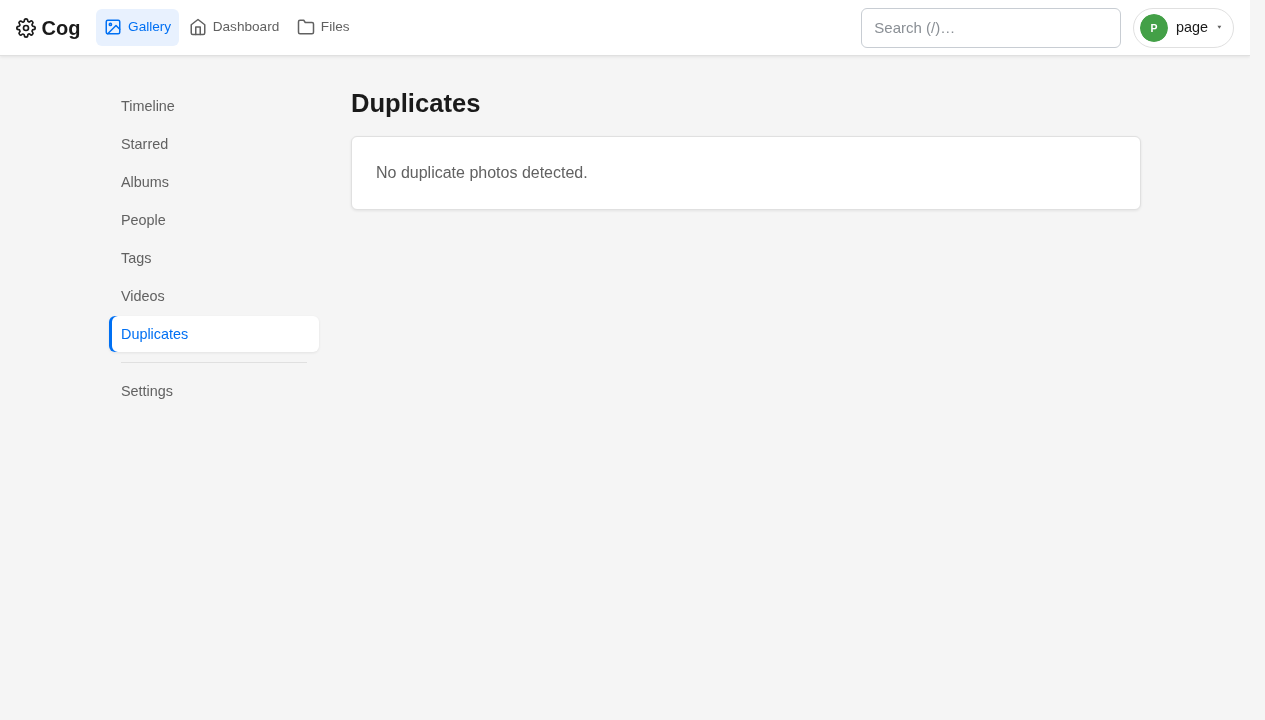 Cog
Gallery
Dashboard
Files
Search (/)…
P
page
Timeline
Starred
Albums
People
Tags
Videos
Duplicates
Settings
Duplicates
No duplicate photos detected.